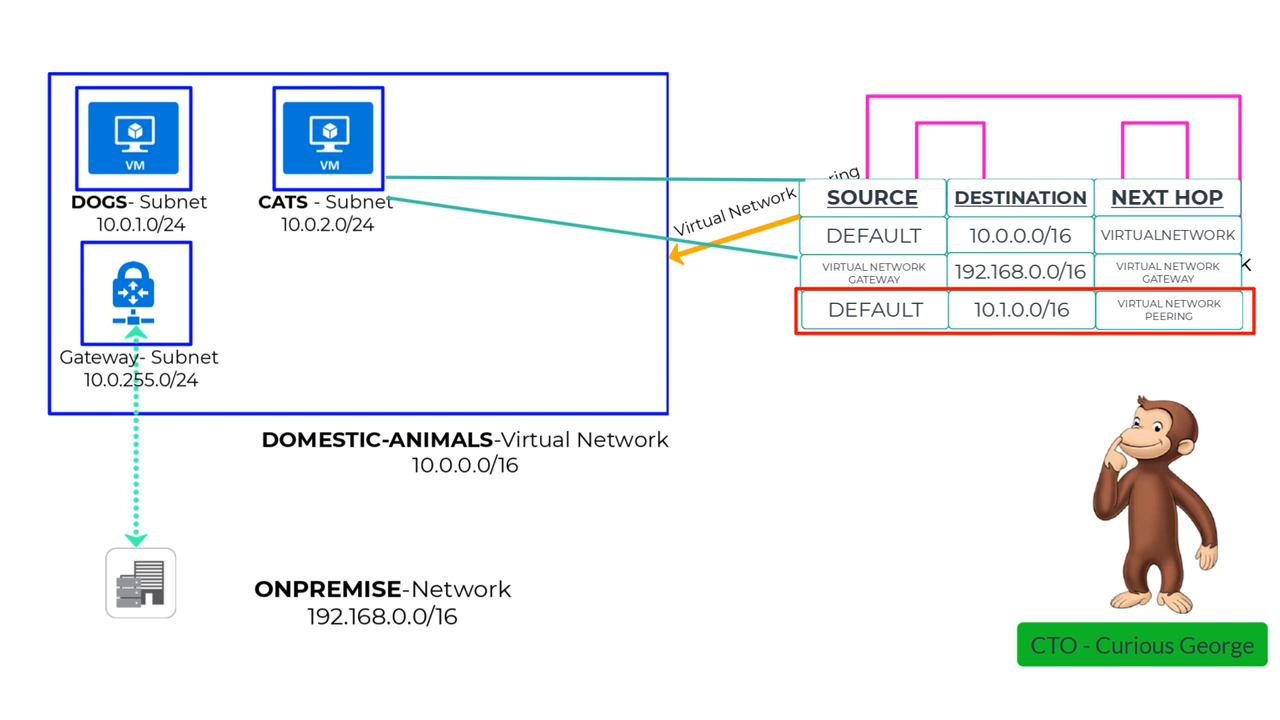 VM
VM
DOGS- Subnet
10.0.1.0/24
CATS - Subnet
10.0.2.0/24
Gateway- Subnet
10.0.255.0/24
Virtual Network
ring
SOURCE DESTINATION NEXT HOP
DEFAULT 10.0.0.0/16 VIRTUALNETWORK
VIRTUAL NETWORK
GATEWAY
192.168.0.0/16
VIRTUAL NETWORK
GATEWAY
K
DEFAULT 10.1.0.0/16
VIRTUAL NETWORK
PEERING
DOMESTIC-ANIMALS-Virtual Network
10.0.0.0/16
ONPREMISE-Network
192.168.0.0/16
CTO - Curious George